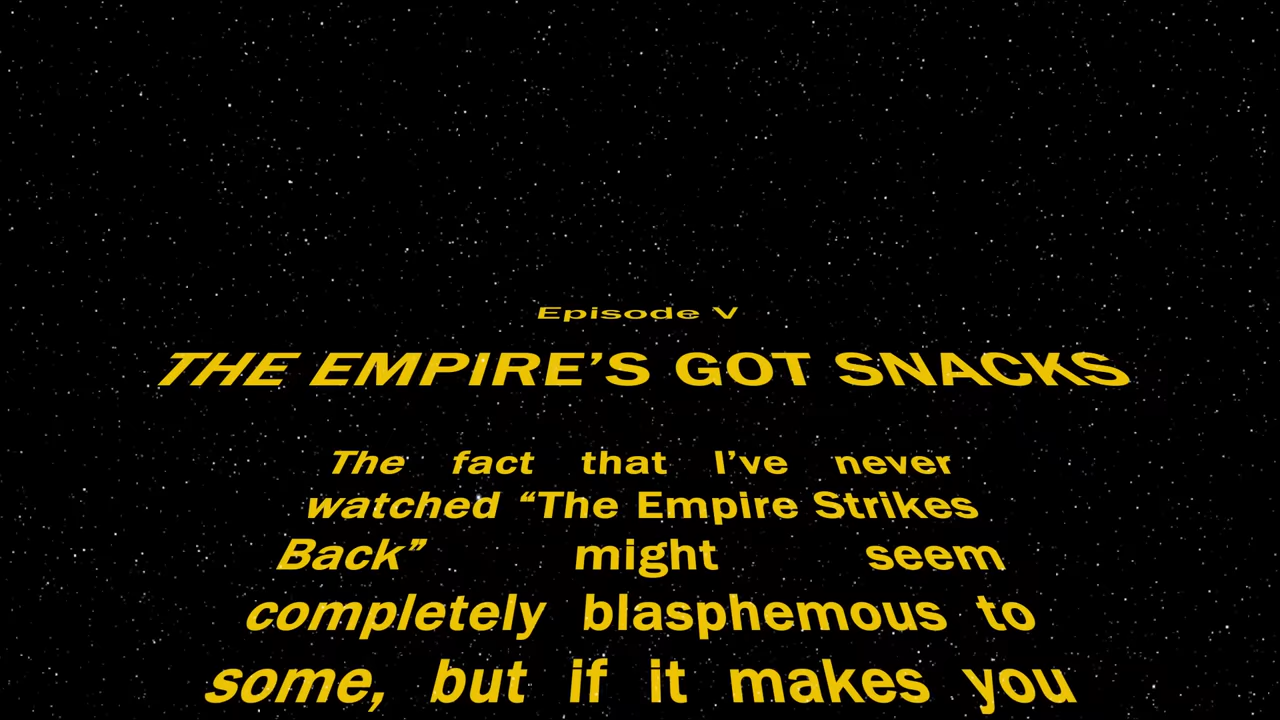 Episode V
THE EMPIRE’S GOT SNACKS
The fact that I’ve never
watched “The Empire Strikes
Back” might seem
completely blasphemous to
some, but if it makes you